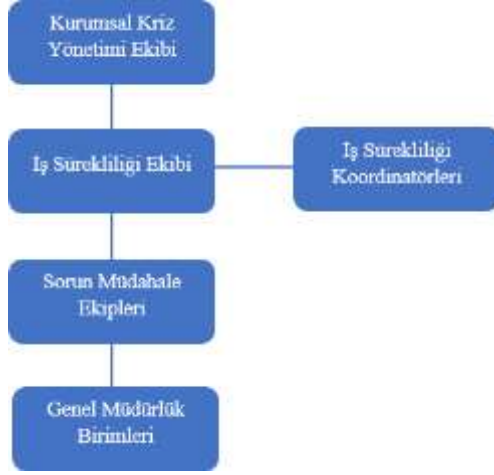 Kurumsal Kriz
Yönetimi Ekibi
İş Sürekliliği Ekibi
İş Sürekliliği
Koordinatörleri
Sorun Müdahale
Ekipleri
Genel Müdürlük
Birimleri